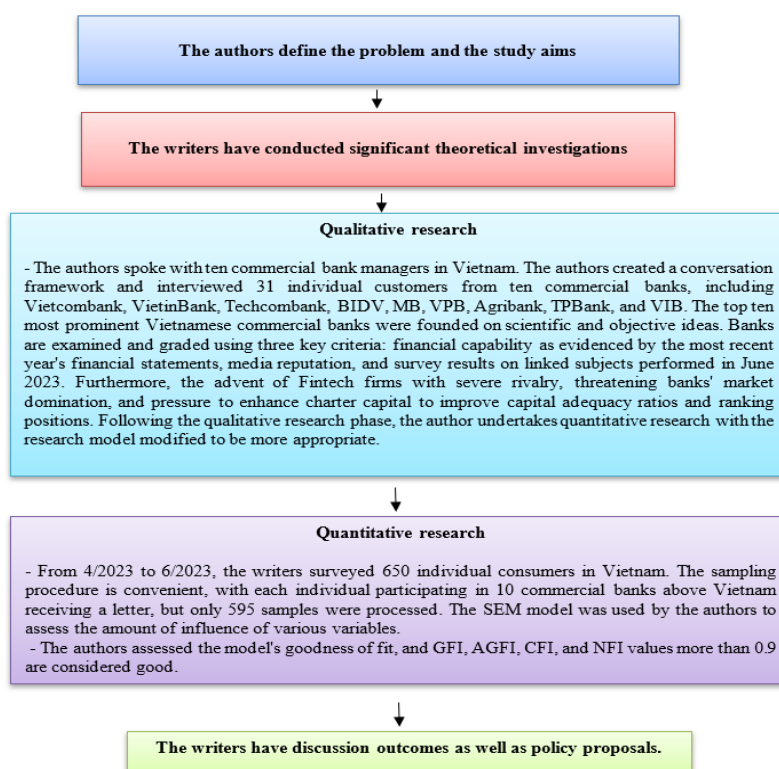 The authors define the problem and the study aims
The writers have conducted significant theoretical investigations
Qualitative research
- The authors spoke with ten commercial bank managers in Vietnam. The authors created a conversation
framework and interviewed 31 individual customers from ten commercial banks, including
Vietcombank, VietinBank, Techcombank, BIDV, MB, VPB, Agribank, TPBank, and VIB. The top ten
most prominent Vietnamese commercial banks were founded on scientific and objective ideas. Banks
are examined and graded using three key criteria: financial capability as evidenced by the most recent
year's financial statements, media reputation, and survey results on linked subjects performed in June
2023. Furthermore, the advent of Fintech firms with severe rivalry, threatening banks' market
domination, and pressure to enhance charter capital to improve capital adequacy ratios and ranking
positions. Following the qualitative research phase, the author undertakes quantitative research with the
research model modified to be more appropriate.
Quantitative research
- From 4/2023 to 6/2023, the writers surveyed 650 individual consumers in Vietnam. The sampling
procedure is convenient, with each individual participating in 10 commercial banks above Vietnam
receiving a letter, but only 595 samples were processed. The SEM model was used by the authors to
assess the amount of influence of various variables.
- The authors assessed the model's goodness of fit, and GFI, AGFI, CFI, and NFI values more than 0.9
are considered good.
The writers have discussion outcomes as well as policy proposals.